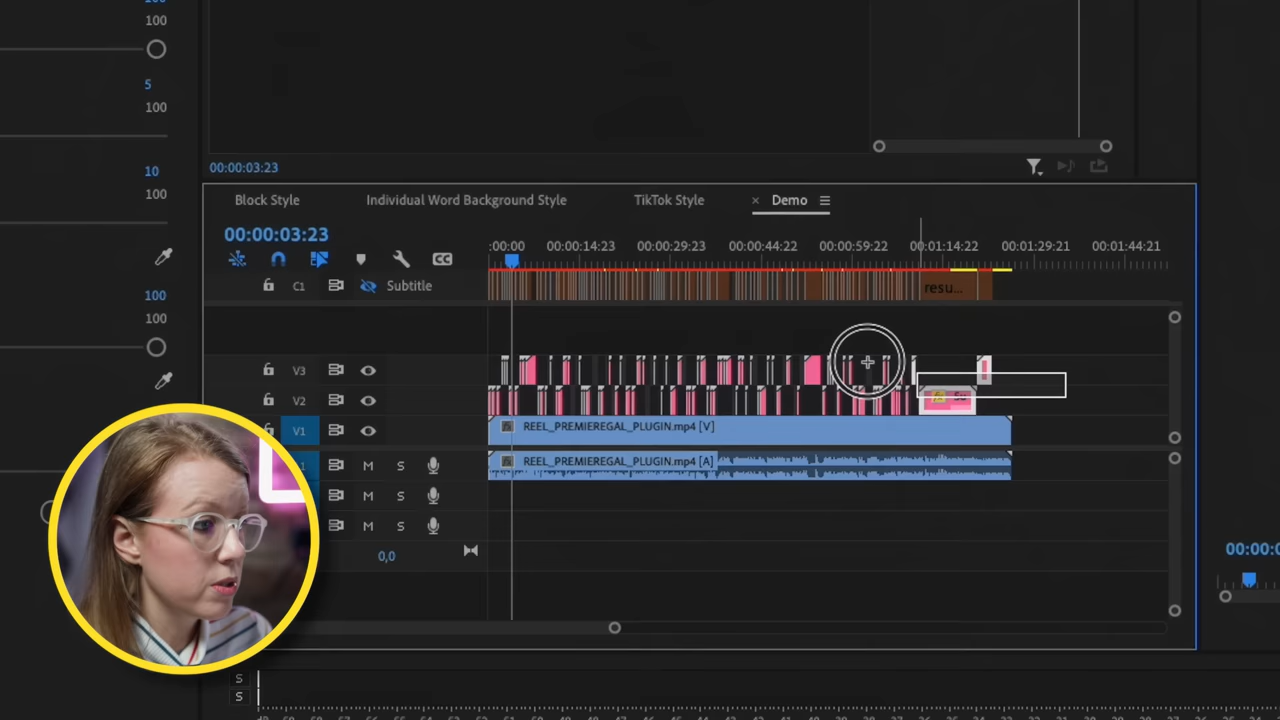 100
100
5
100
10
100
100
100
00:00:03:23
Block Style
Individual Word Background Style
TikTok Style
× Demo
00:00:03:23
:00:00
00:00:14:23
00:00:29:23
00:00:44:22
00:00:59:22
00:01:14:22
00:01:29:21
00:01:44:21
CC
C1
Subtitle
resu...
V3
V2
fx
V1
REEL_PREMIEREGAL_PLUGIN.mp4 [V]
M S
REEL_PREMIEREGAL_PLUGIN.mp4 [A]
M S
M S
0,0
00:00:0
S
S